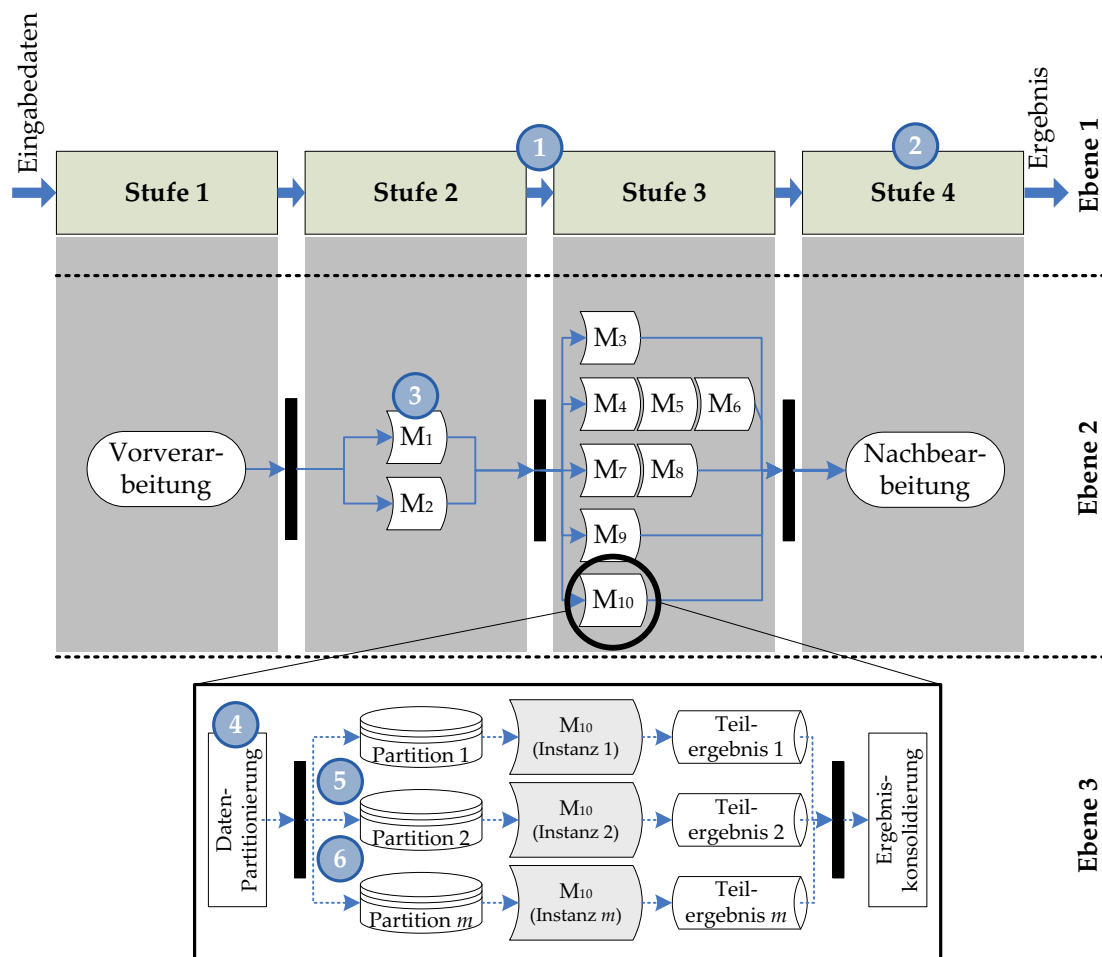 Eingabedaten
Ergebnis
Ebene 1
1
2
Stufe 1
Stufe 2
Stufe 3
Stufe 4
Ebene 2
3
Vorverar-
beitung
M1
M2
M3
M4
M5
M6
M7
M8
M9
M10
Nachbear-
beitung
Ebene 3
4
Daten-
Partitionierung
5
6
Partition 1
M10
(Instanz 1)
Teil-
ergebnis 1
Partition 2
M10
(Instanz 2)
Teil-
ergebnis 2
Partition m
M10
(Instanz m)
Teil-
ergebnis m
Ergebnis-
konsolidierung